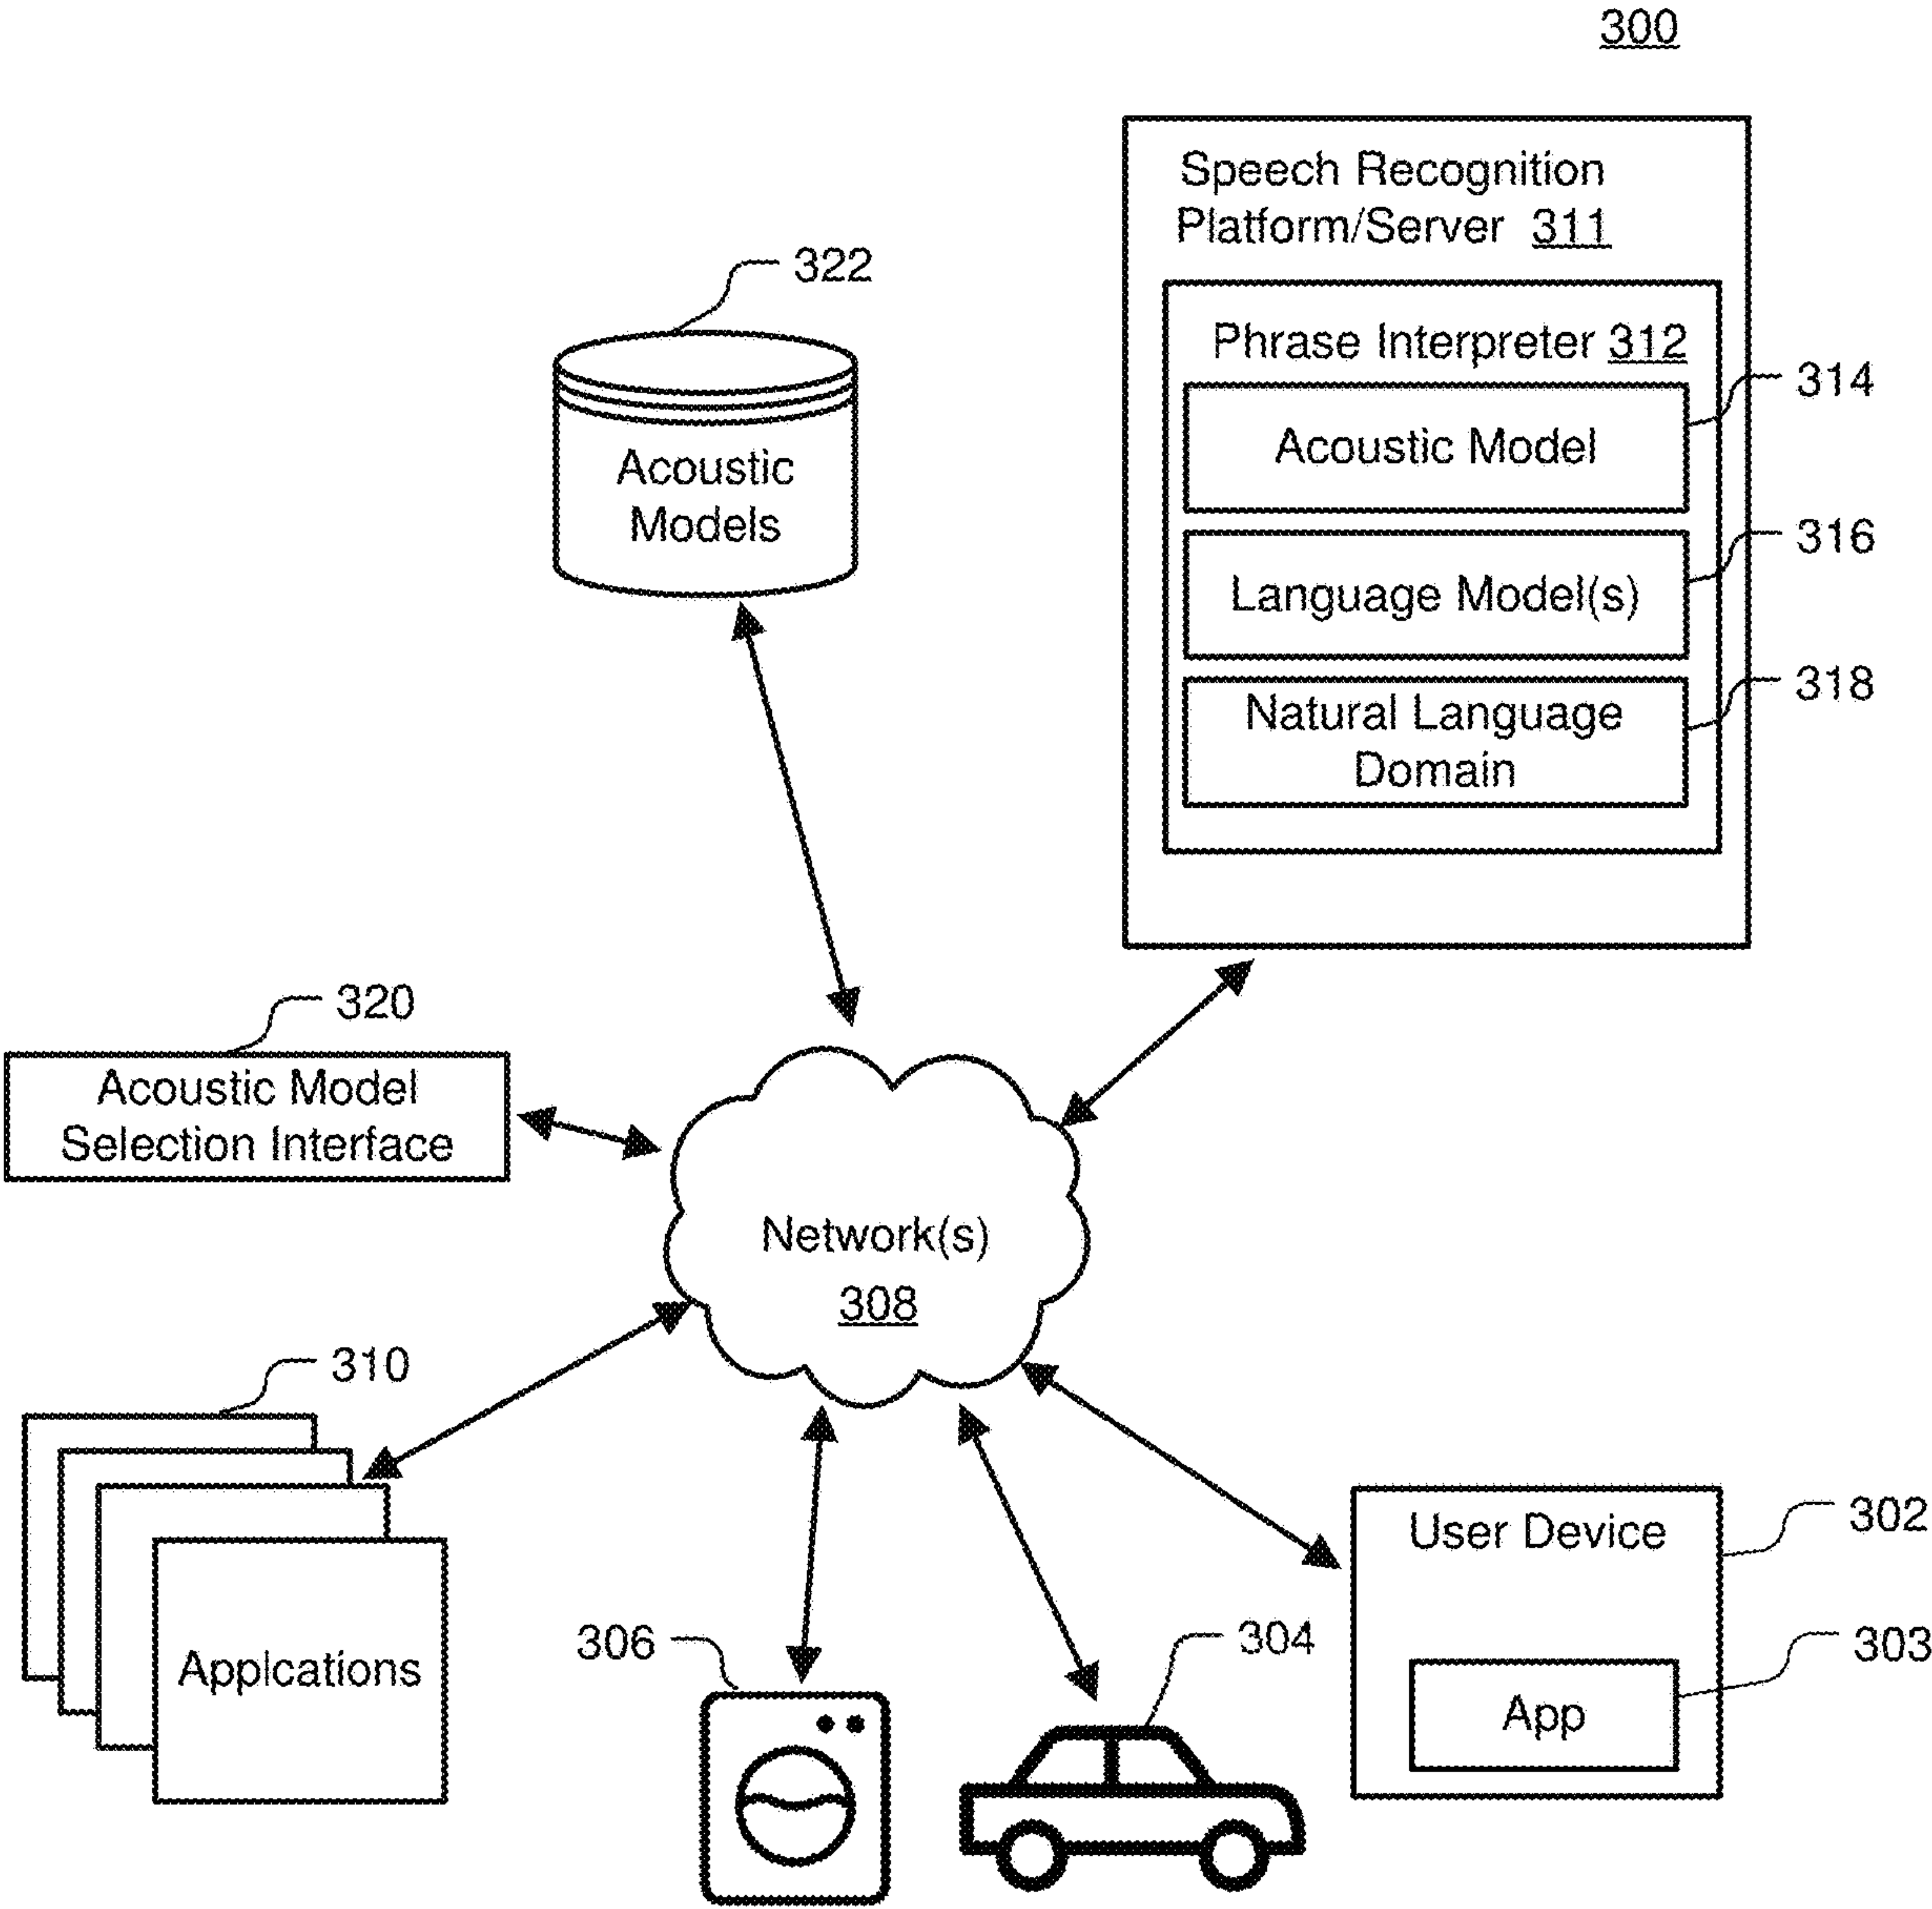 300
Speech Recognition
Platform/Server 311
322
Phrase Interpreter 312
314
Acoustic Model
Acoustic
Models
316
Language Model(s)
318
Natural Language
Domain
320
Acoustic Model
Selection Interface
Network(s)
308
310
Applcations
User Device
302
306
304
303
App